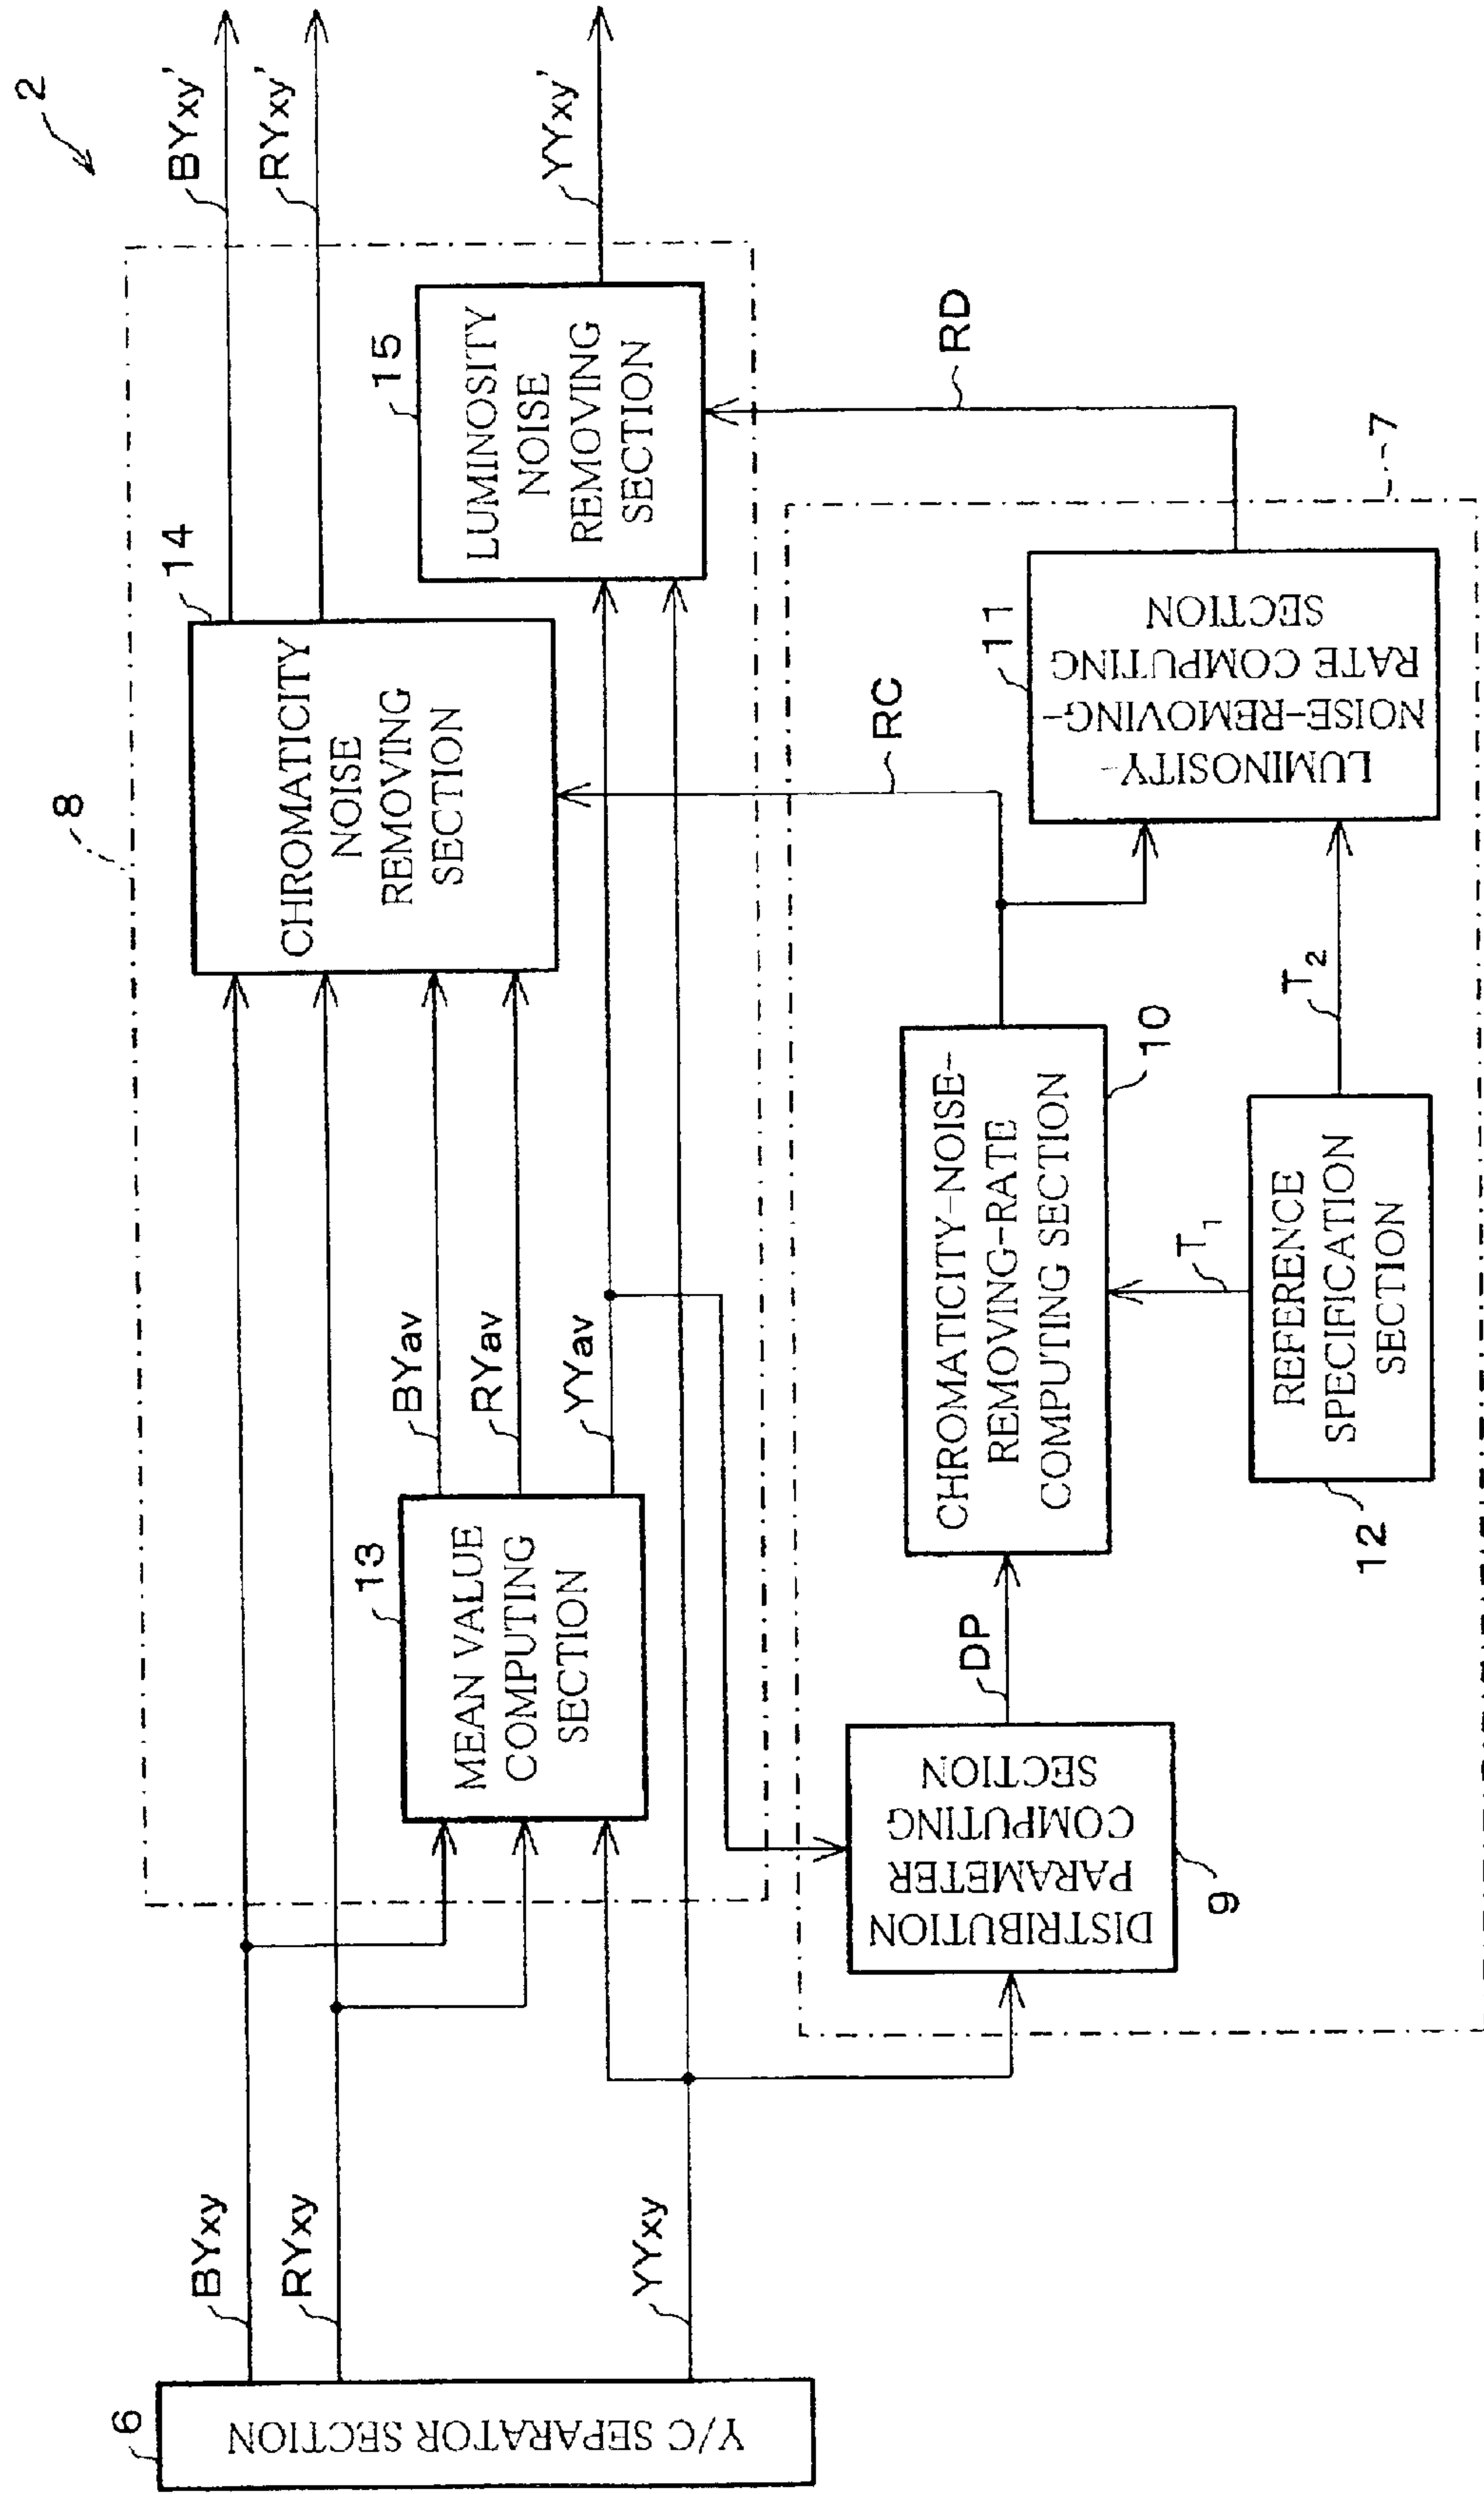 2
8
BYxy
RYxy
YYxy
6
Y/C SEPARATOR SECTION
13
MEAN VALUE
COMPUTING
SECTION
BYav
RYav
YYav
14
CHROMATICITY
NOISE
REMOVING
SECTION
15
LUMINOSITY
NOISE
REMOVING
SECTION
BYxy'
RYxy'
YYxy'
7
9
DISTRIBUTION
PARAMETER
COMPUTING
SECTION
DP
10
CHROMATICITY-NOISE-
REMOVING-RATE
COMPUTING SECTION
RC
T1
12
REFERENCE
SPECIFICATION
SECTION
T2
11
LUMINOSITY-
NOISE-REMOVING-
RATE COMPUTING
SECTION
RD